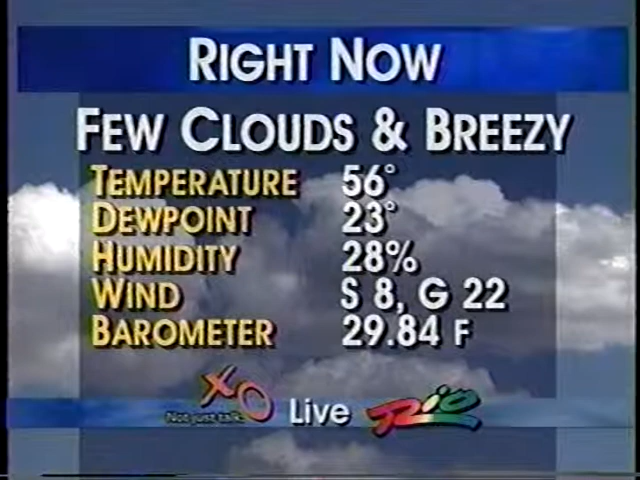 RIGHT NOW
FEW CLOUDS & BREEZY
TEMPERATURE 56°
DEWPOINT 23°
HUMIDITY 28%
WIND S 8, G 22
BAROMETER 29.84 F
XO Live RIO
Not just talk.